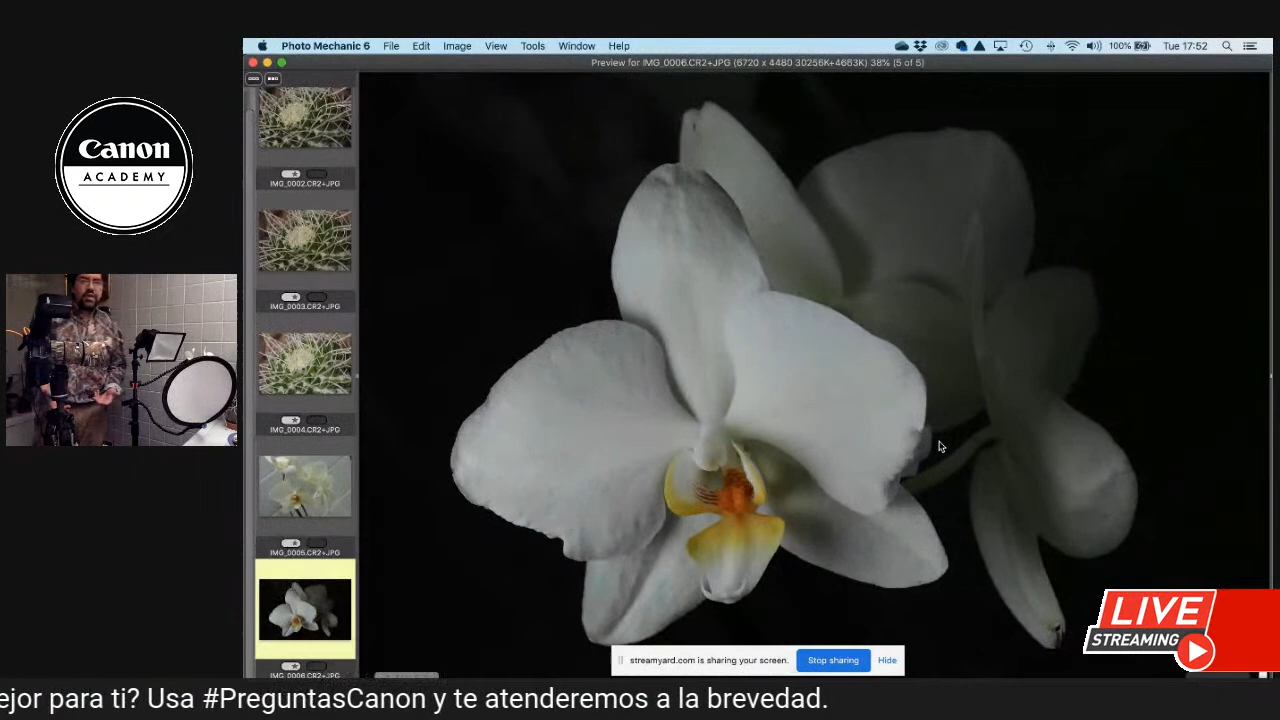 Photo Mechanic 6 File Edit Image View Tools Window Help
100% Tue 17:52
Preview for IMG_0006.CR2+JPG (6720 x 4480 30256K+4663K) 38% (5 of 5)
Canon
ACADEMY
IMG_0002.CR2+JPG
IMG_0003.CR2+JPG
IMG_0004.CR2+JPG
IMG_0005.CR2+JPG
IMG_0006.CR2+JPG
LIVE
STREAMING
streamyard.com is sharing your screen. Stop sharing Hide
ejor para ti? Usa #PreguntasCanon y te atenderemos a la brevedad.